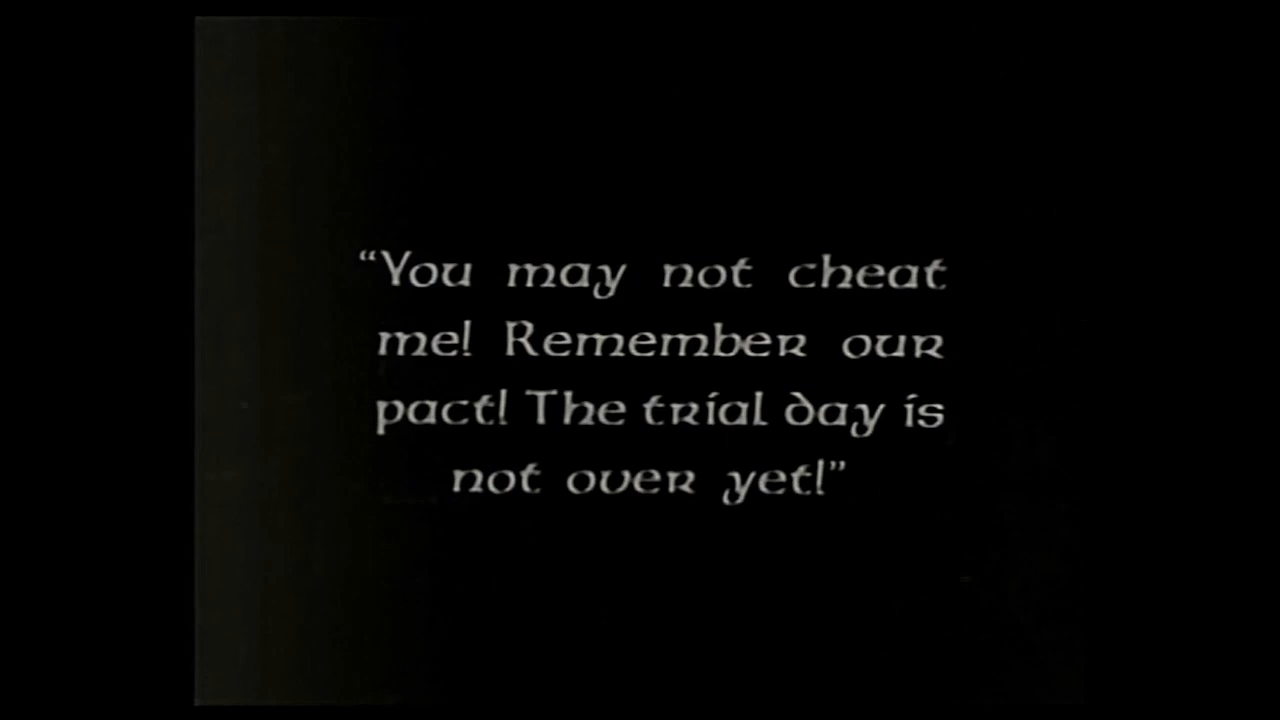 “You may not cheat
me! Remember our
pact! The trial day is
not over yet!”